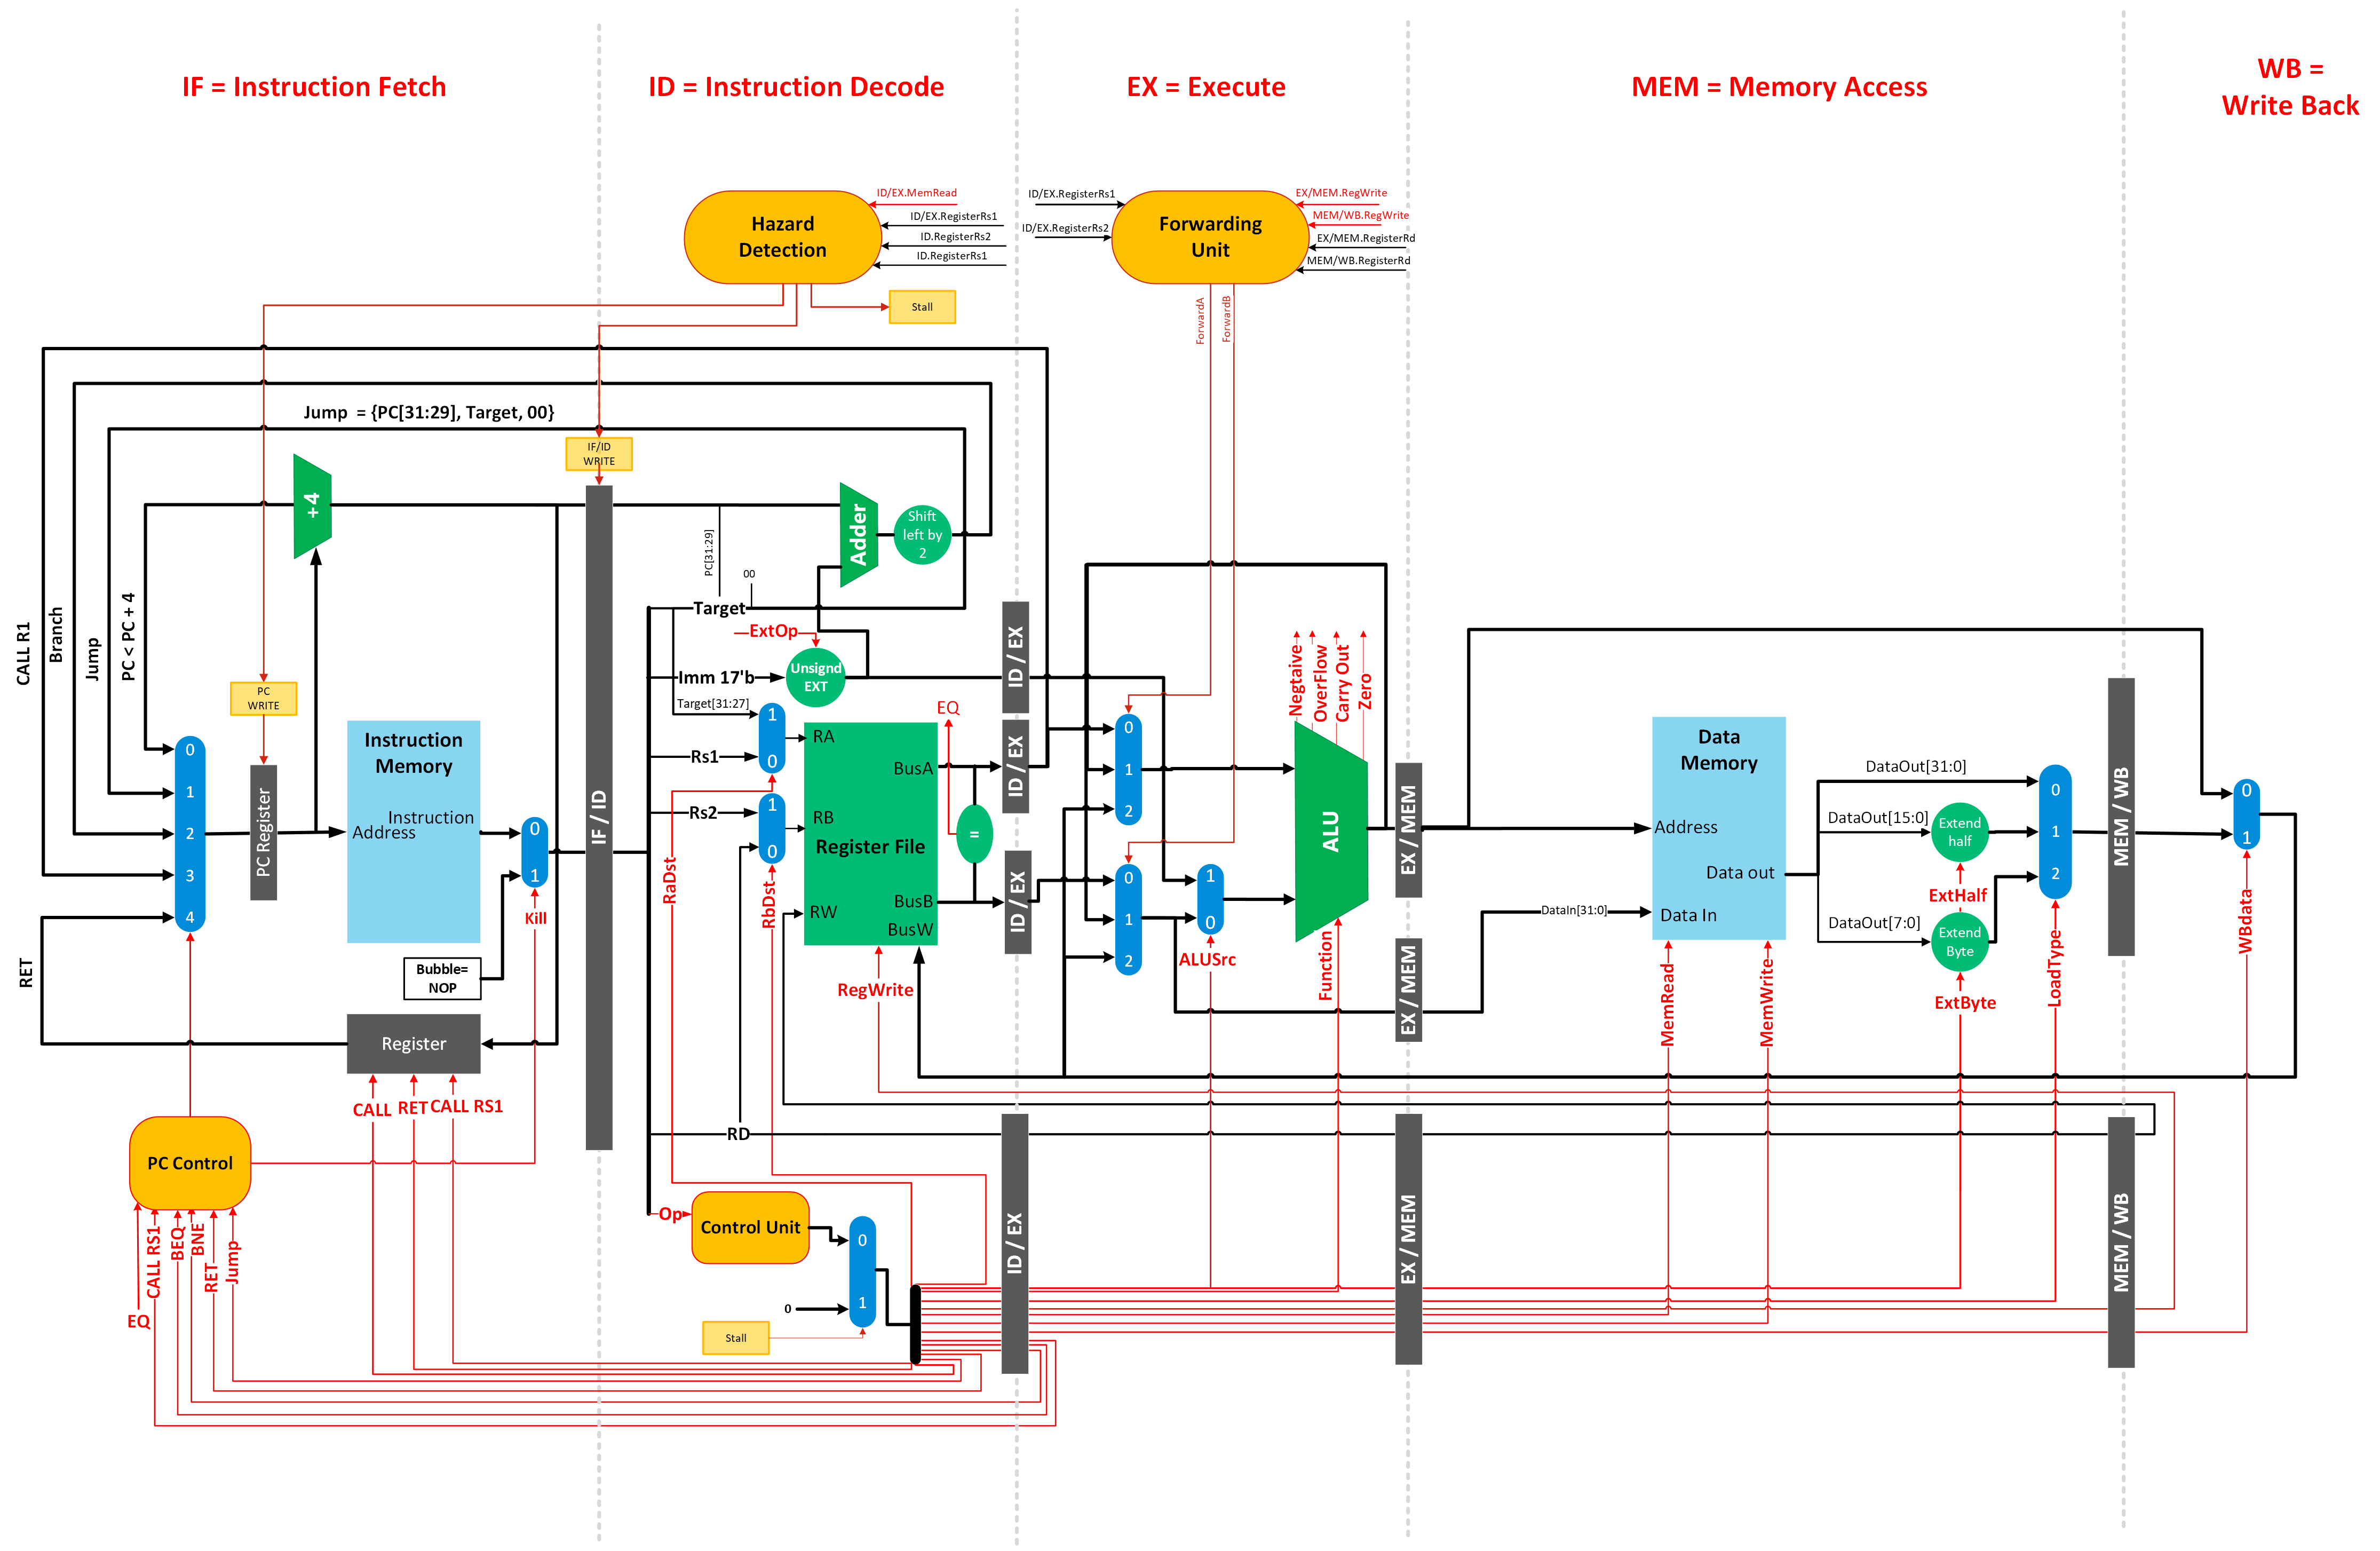 IF = Instruction Fetch
ID = Instruction Decode
EX = Execute
MEM = Memory Access
WB =
Write Back
Hazard
Detection
ID/EX.MemRead
ID/EX.RegisterRs1
ID.RegisterRs2
ID.RegisterRs1
Stall
ID/EX.RegisterRs1
ID/EX.RegisterRs2
Forwarding
Unit
EX/MEM.RegWrite
MEM/WB.RegWrite
EX/MEM.RegisterRd
MEM/WB.RegisterRd
ForwardA
ForwardB
Jump = {PC[31:29], Target, 00}
IF/ID
WRITE
CALL R1
Branch
Jump
PC < PC + 4
RET
+4
PC
WRITE
0
1
2
3
4
PC Register
Instruction
Memory
Instruction
Address
0
1
Kill
Bubble=
NOP
Register
CALL
RET
CALL RS1
PC Control
EQ
CALL RS1
BEQ
BNE
RET
Jump
IF / ID
PC[31:29]
00
Adder
Shift
left by
2
Target
ExtOp
Imm 17'b
Unsignd
EXT
Target[31:27]
1
0
Rs1
Rs2
1
0
RaDst
RbDst
RA
RB
RW
Register File
BusA
BusB
BusW
EQ
=
RegWrite
RD
Op
Control Unit
0
1
0
Stall
ID / EX
ID / EX
ID / EX
ID / EX
0
1
2
0
1
2
1
0
ALUSrc
ALU
Function
Negtaive
OverFlow
Carry Out
Zero
EX / MEM
EX / MEM
EX / MEM
DataIn[31:0]
Data
Memory
Address
Data out
Data In
MemRead
MemWrite
DataOut[31:0]
DataOut[15:0]
DataOut[7:0]
Extend
half
ExtHalf
Extend
Byte
ExtByte
0
1
2
LoadType
MEM / WB
MEM / WB
0
1
WBdata